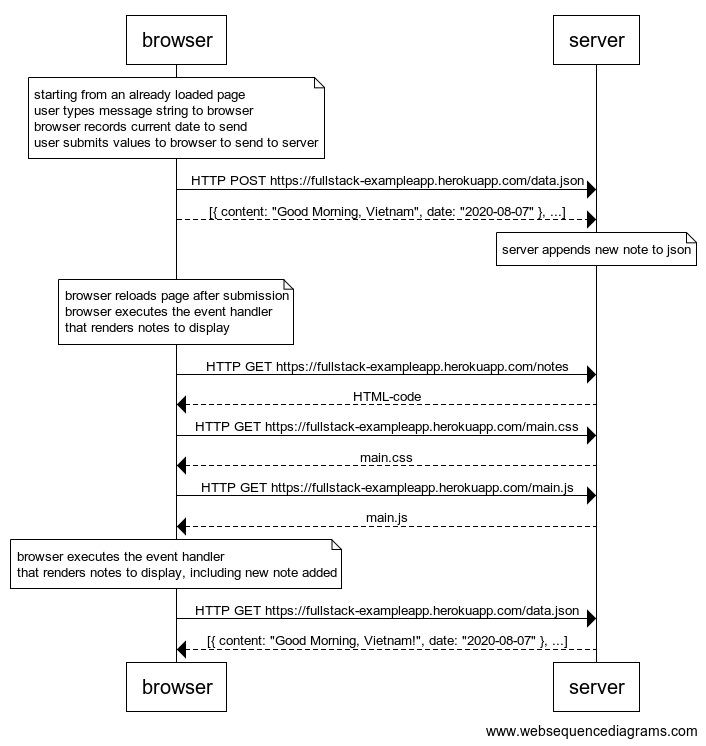 browser
server
starting from an already loaded page
user types message string to browser
browser records current date to send
user submits values to browser to send to server
HTTP POST https://fullstack-exampleapp.herokuapp.com/data.json
[{ content: "Good Morning, Vietnam", date: "2020-08-07" }, ...]
server appends new note to json
browser reloads page after submission
browser executes the event handler
that renders notes to display
HTTP GET https://fullstack-exampleapp.herokuapp.com/notes
HTML-code
HTTP GET https://fullstack-exampleapp.herokuapp.com/main.css
main.css
HTTP GET https://fullstack-exampleapp.herokuapp.com/main.js
main.js
browser executes the event handler
that renders notes to display, including new note added
HTTP GET https://fullstack-exampleapp.herokuapp.com/data.json
[{ content: "Good Morning, Vietnam!", date: "2020-08-07" }, ...]
browser
server
www.websequencediagrams.com